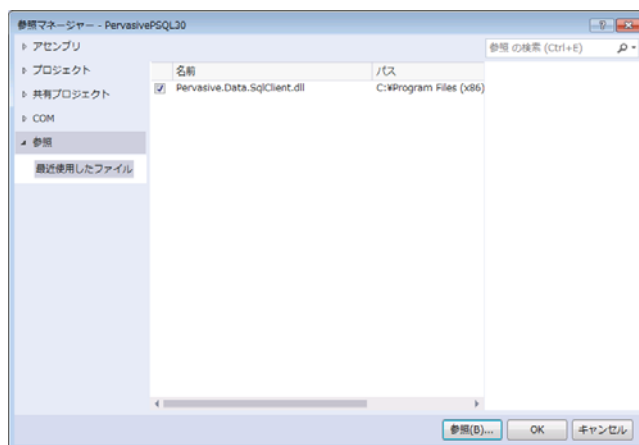 参照マネージャー - PervasivePSQL30
アセンブリ
参照 の検索 (Ctrl+E)
プロジェクト
共有プロジェクト
COM
参照
最近使用したファイル
名前 パス
Pervasive.Data.SqlClient.dll C:¥Program Files (x86)
参照(B)... OK キャンセル